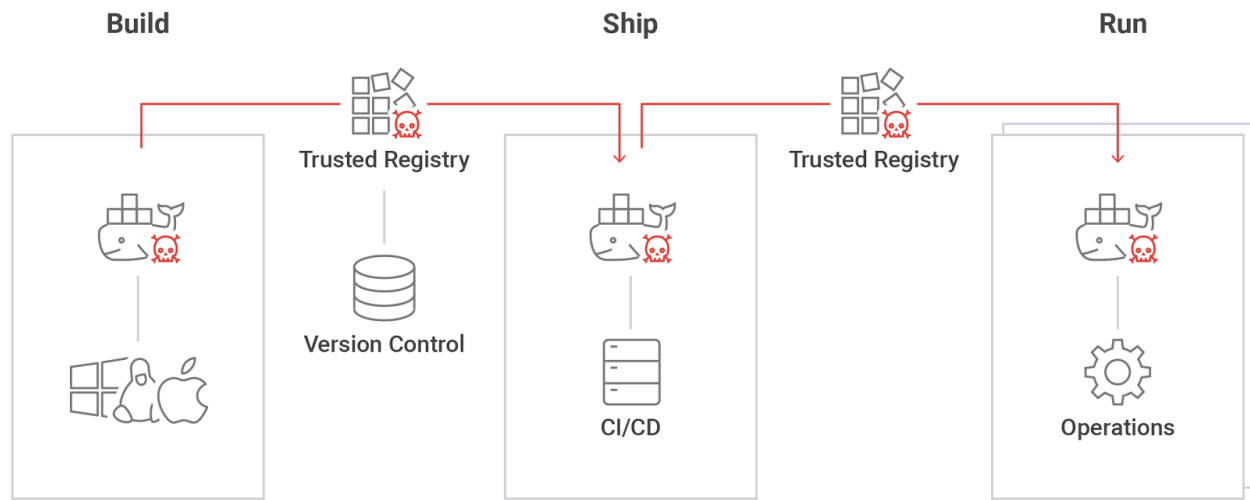 Build
Ship
Run
Trusted Registry
Trusted Registry
Version Control
CI/CD
Operations